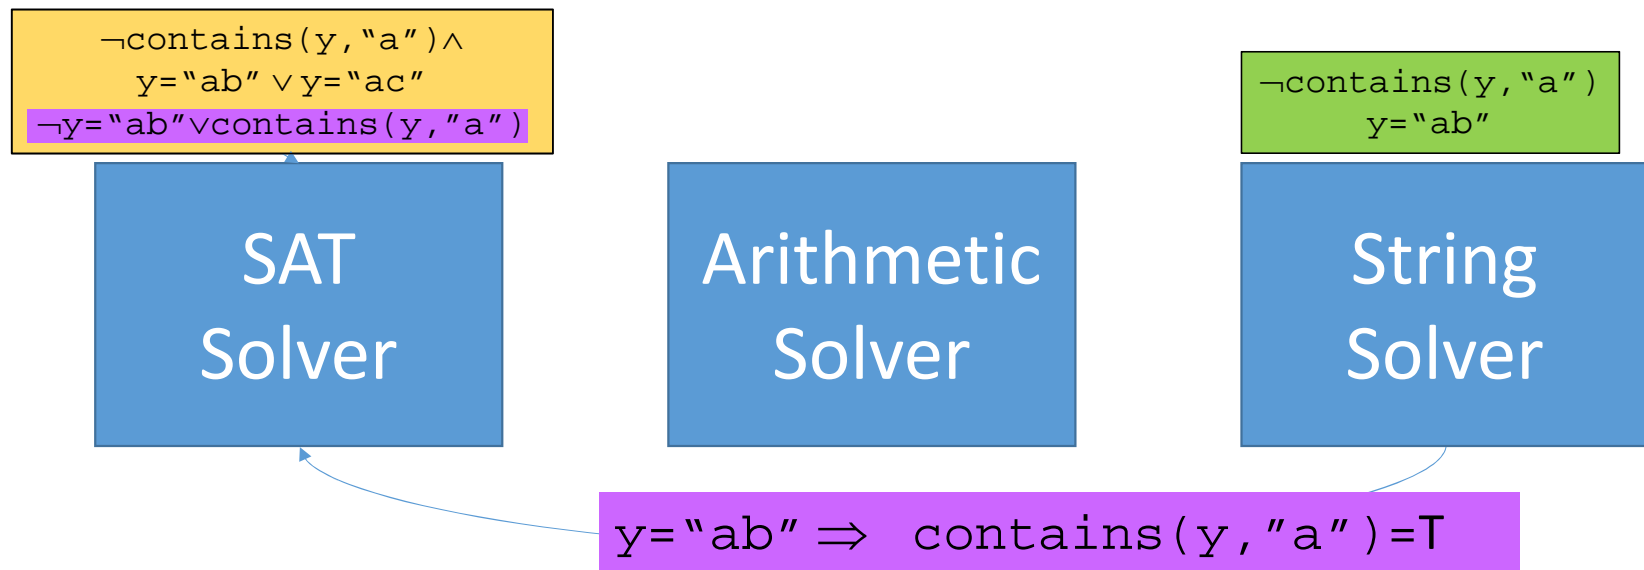 ¬contains(y,“a”)∧
y=“ab”∨y=“ac”
¬y=“ab”∨contains(y,”a”)
¬contains(y,“a”)
y=“ab”
SAT
Solver
Arithmetic
Solver
String
Solver
y=“ab”⇒ contains(y,”a”)=T